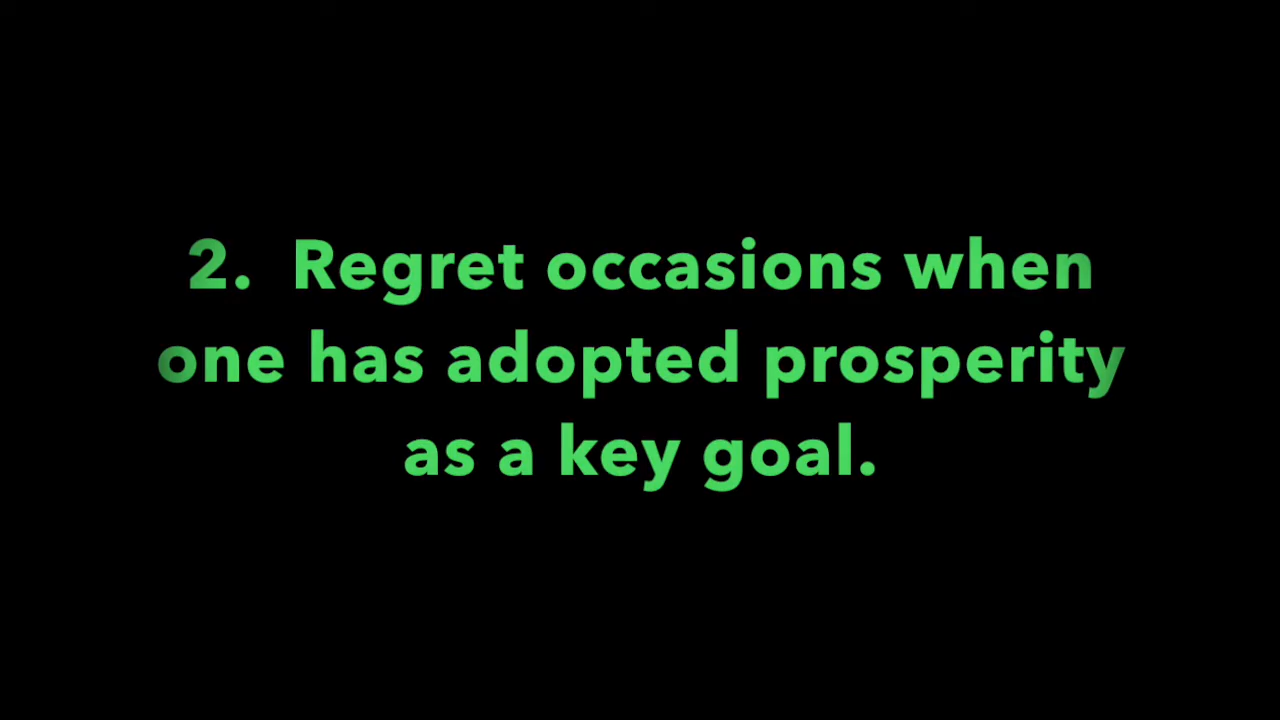 2. Regret occasions when
one has adopted prosperity
as a key goal.